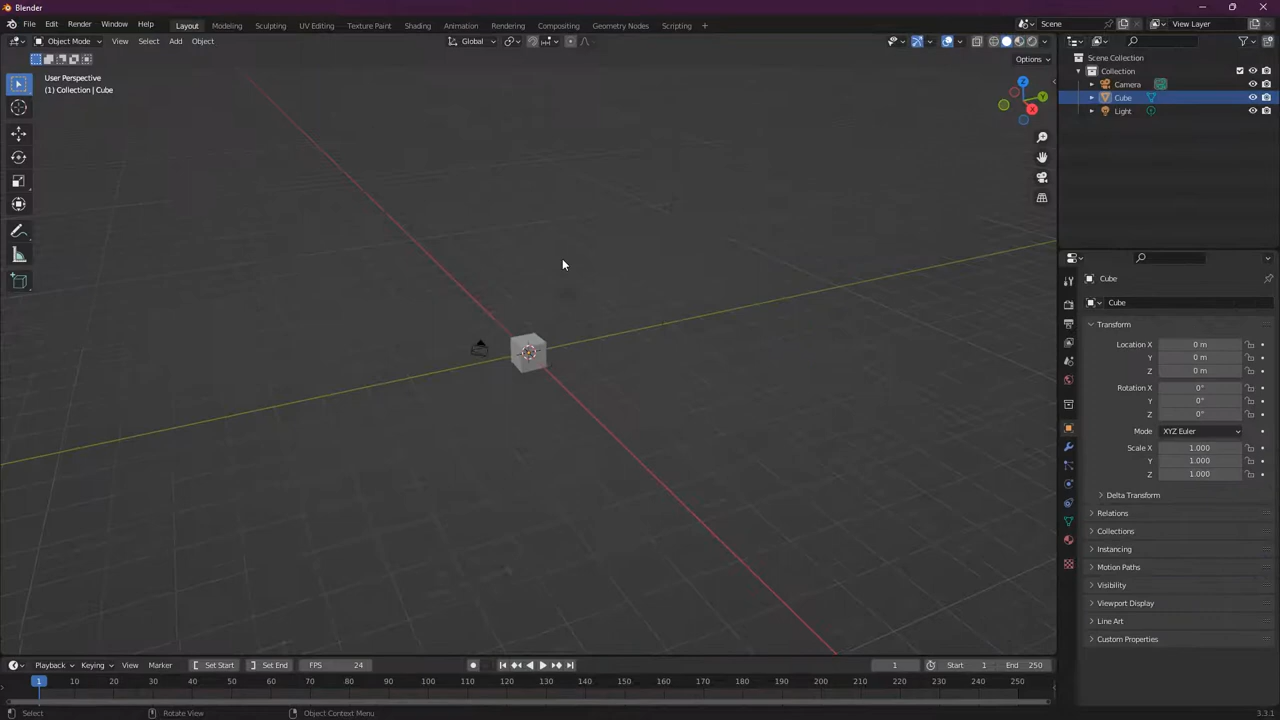 Blender
File Edit Render Window Help Layout Modeling Sculpting UV Editing Texture Paint Shading Animation Rendering Compositing Geometry Nodes Scripting + Scene View Layer
Object Mode View Select Add Object Global
Options
User Perspective
(1) Collection | Cube
Z
Y
X
Scene Collection
Collection
Camera
Cube
Light
Cube
Cube
Transform
Location X 0 m
Y 0 m
Z 0 m
Rotation X 0°
Y 0°
Z 0°
Mode XYZ Euler
Scale X 1.000
Y 1.000
Z 1.000
Delta Transform
Relations
Collections
Instancing
Motion Paths
Visibility
Viewport Display
Line Art
Custom Properties
Playback Keying View Marker Set Start Set End FPS 24 1 Start 1 End 250
1 10 20 30 40 50 60 70 80 90 100 110 120 130 140 150 160 170 180 190 200 210 220 230 240 250
Select Rotate View Object Context Menu 3.3.1